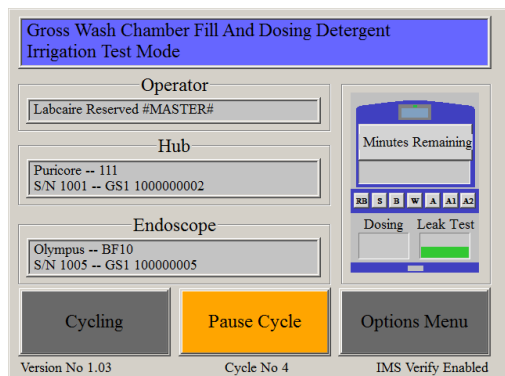 Gross Wash Chamber Fill And Dosing Detergent
Irrigation Test Mode
Operator
Labcaire Reserved #MASTER#
Hub
Puricore -- 111
S/N 1001 -- GS1 1000000002
Endoscope
Olympus -- BF10
S/N 1005 -- GS1 100000005
Minutes Remaining
RB S B W A A1 A2
Dosing Leak Test
Cycling Pause Cycle Options Menu
Version No 1.03 Cycle No 4 IMS Verify Enabled